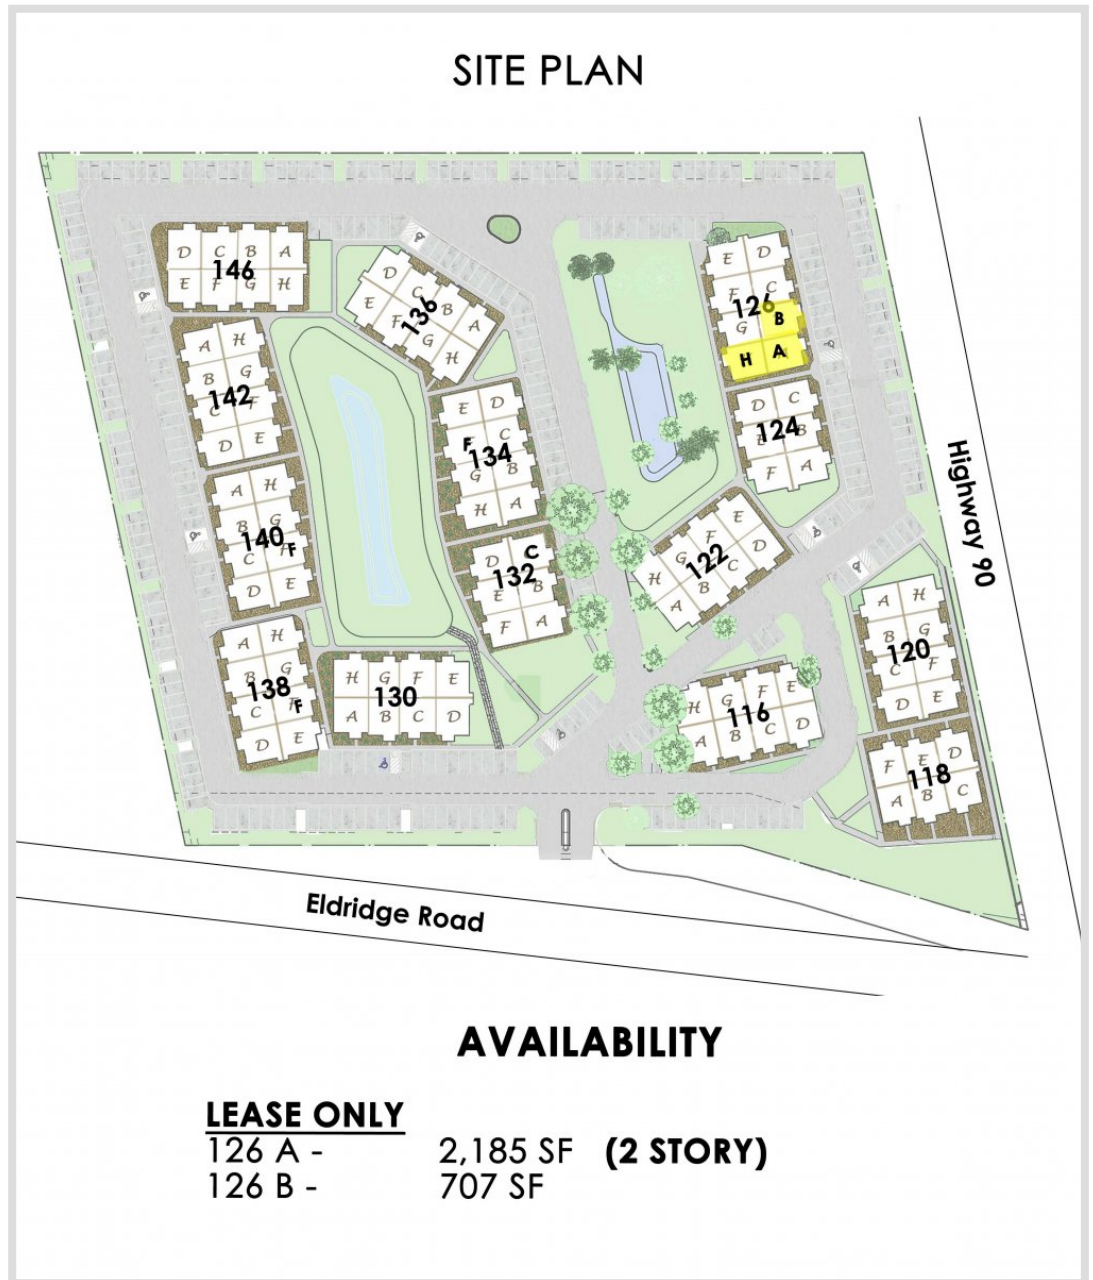 SITE PLAN
D C B A
146
E F G H
D C B A
136
E F G H
E D
F C
126
G B
H A
A H
B G
142
C F
D E
E D
F C
134
G B
H A
D C
124
E B
F A
A H
B G
140
C F F
D E
D C
132
E B
F A
H G F E
122
A B C D
A H
B G
120
C F
D E
A H
B G
138
C F F
D E
H G F E
130
A B C D
H G F E
116
A B C D
F E D
118
A B C
Highway 90
Eldridge Road
AVAILABILITY
LEASE ONLY
126 A - 2,185 SF (2 STORY)
126 B - 707 SF